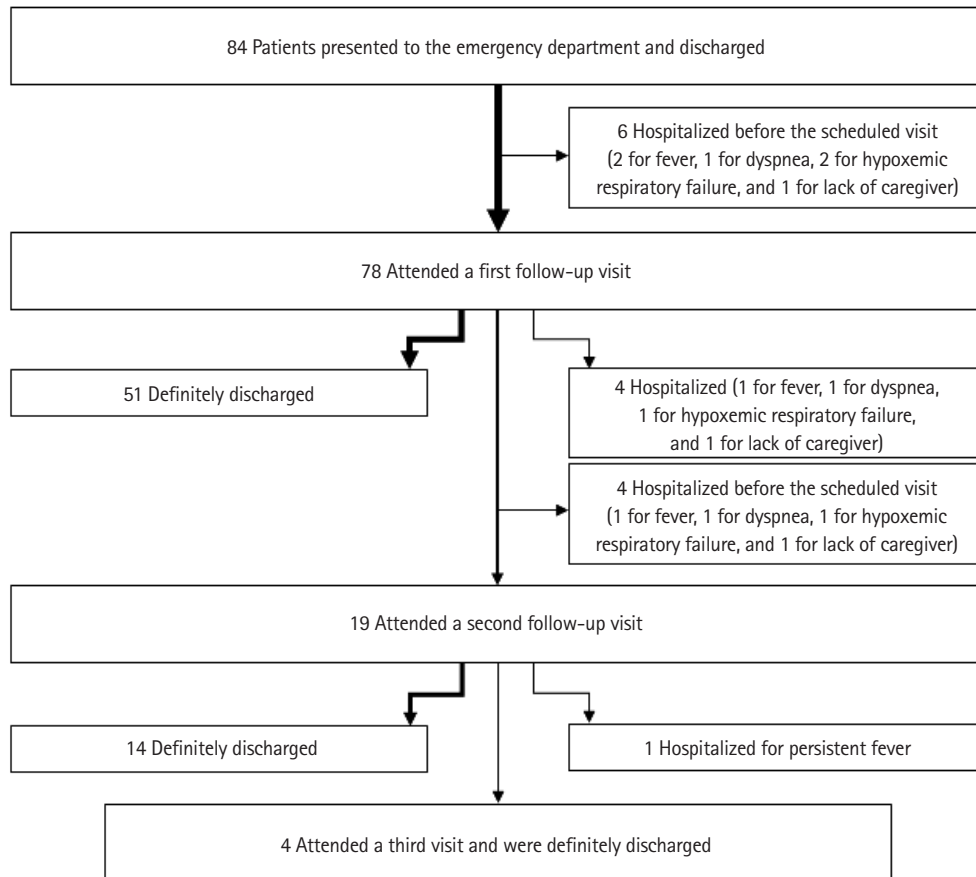 84 Patients presented to the emergency department and discharged
6 Hospitalized before the scheduled visit
(2 for fever, 1 for dyspnea, 2 for hypoxemic
respiratory failure, and 1 for lack of caregiver)
78 Attended a first follow-up visit
51 Definitely discharged
4 Hospitalized (1 for fever, 1 for dyspnea,
1 for hypoxemic respiratory failure,
and 1 for lack of caregiver)
4 Hospitalized before the scheduled visit
(1 for fever, 1 for dyspnea, 1 for hypoxemic
respiratory failure, and 1 for lack of caregiver)
19 Attended a second follow-up visit
14 Definitely discharged
1 Hospitalized for persistent fever
4 Attended a third visit and were definitely discharged